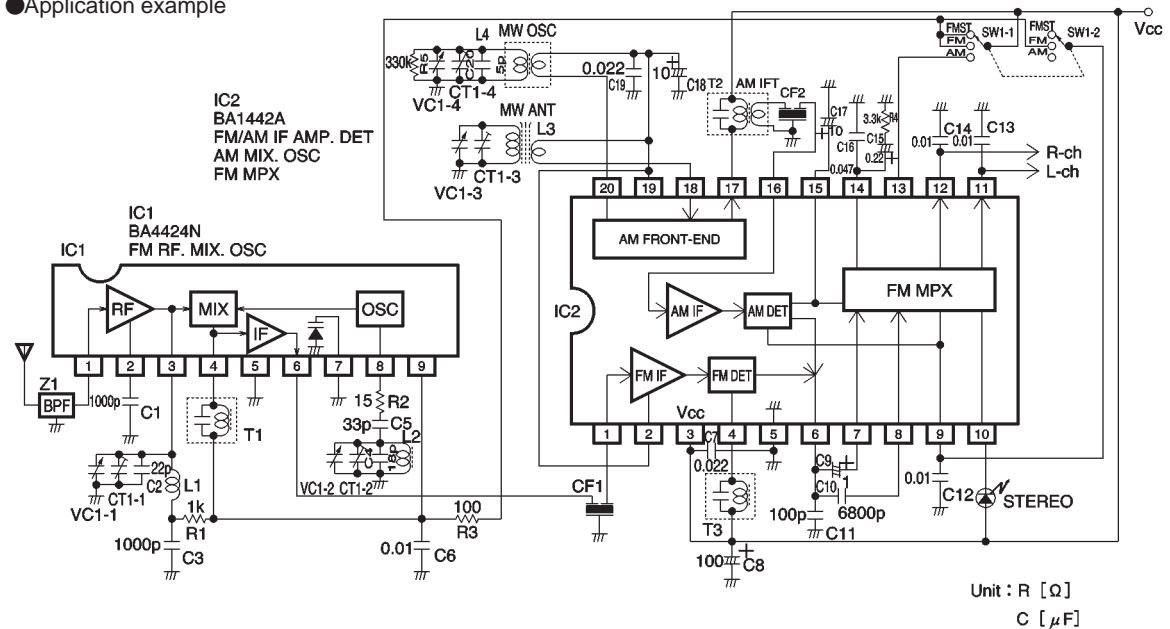 ●Application example
Vcc
L4
MW OSC
330k
R5
C20
5p
VC1-4
CT1-4
0.022
C19
10
+
C18
T2
AM IFT
CF2
C17
10
+
C16
0.047
3.3k
R4
C15
0.22
+
0.01
C14
0.01
C13
FMST
FM
AM
SW1-1
FMST
FM
AM
SW1-2
R-ch
L-ch
MW ANT
L3
VC1-3
CT1-3
IC2
BA1442A
FM/AM IF AMP. DET
AM MIX. OSC
FM MPX
IC1
BA4424N
FM RF. MIX. OSC
IC1
RF
MIX
IF
OSC
1
2
3
4
5
6
7
8
9
Z1
BPF
1000p
C1
T1
22p
C2
CT1-1
VC1-1
L1
1k
R1
1000p
C3
15
R2
33p
C5
L2
C4
18p
VC1-2
CT1-2
100
R3
0.01
C6
CF1
20
19
18
17
16
15
14
13
12
11
AM FRONT-END
IC2
AM IF
AM DET
FM MPX
FM IF
FM DET
Vcc
1
2
3
4
5
6
7
8
9
10
C7
0.022
T3
100
+
C8
C9
+
1
C10
6800p
100p
C11
0.01
C12
STEREO
Unit : R [Ω]
C [μF]